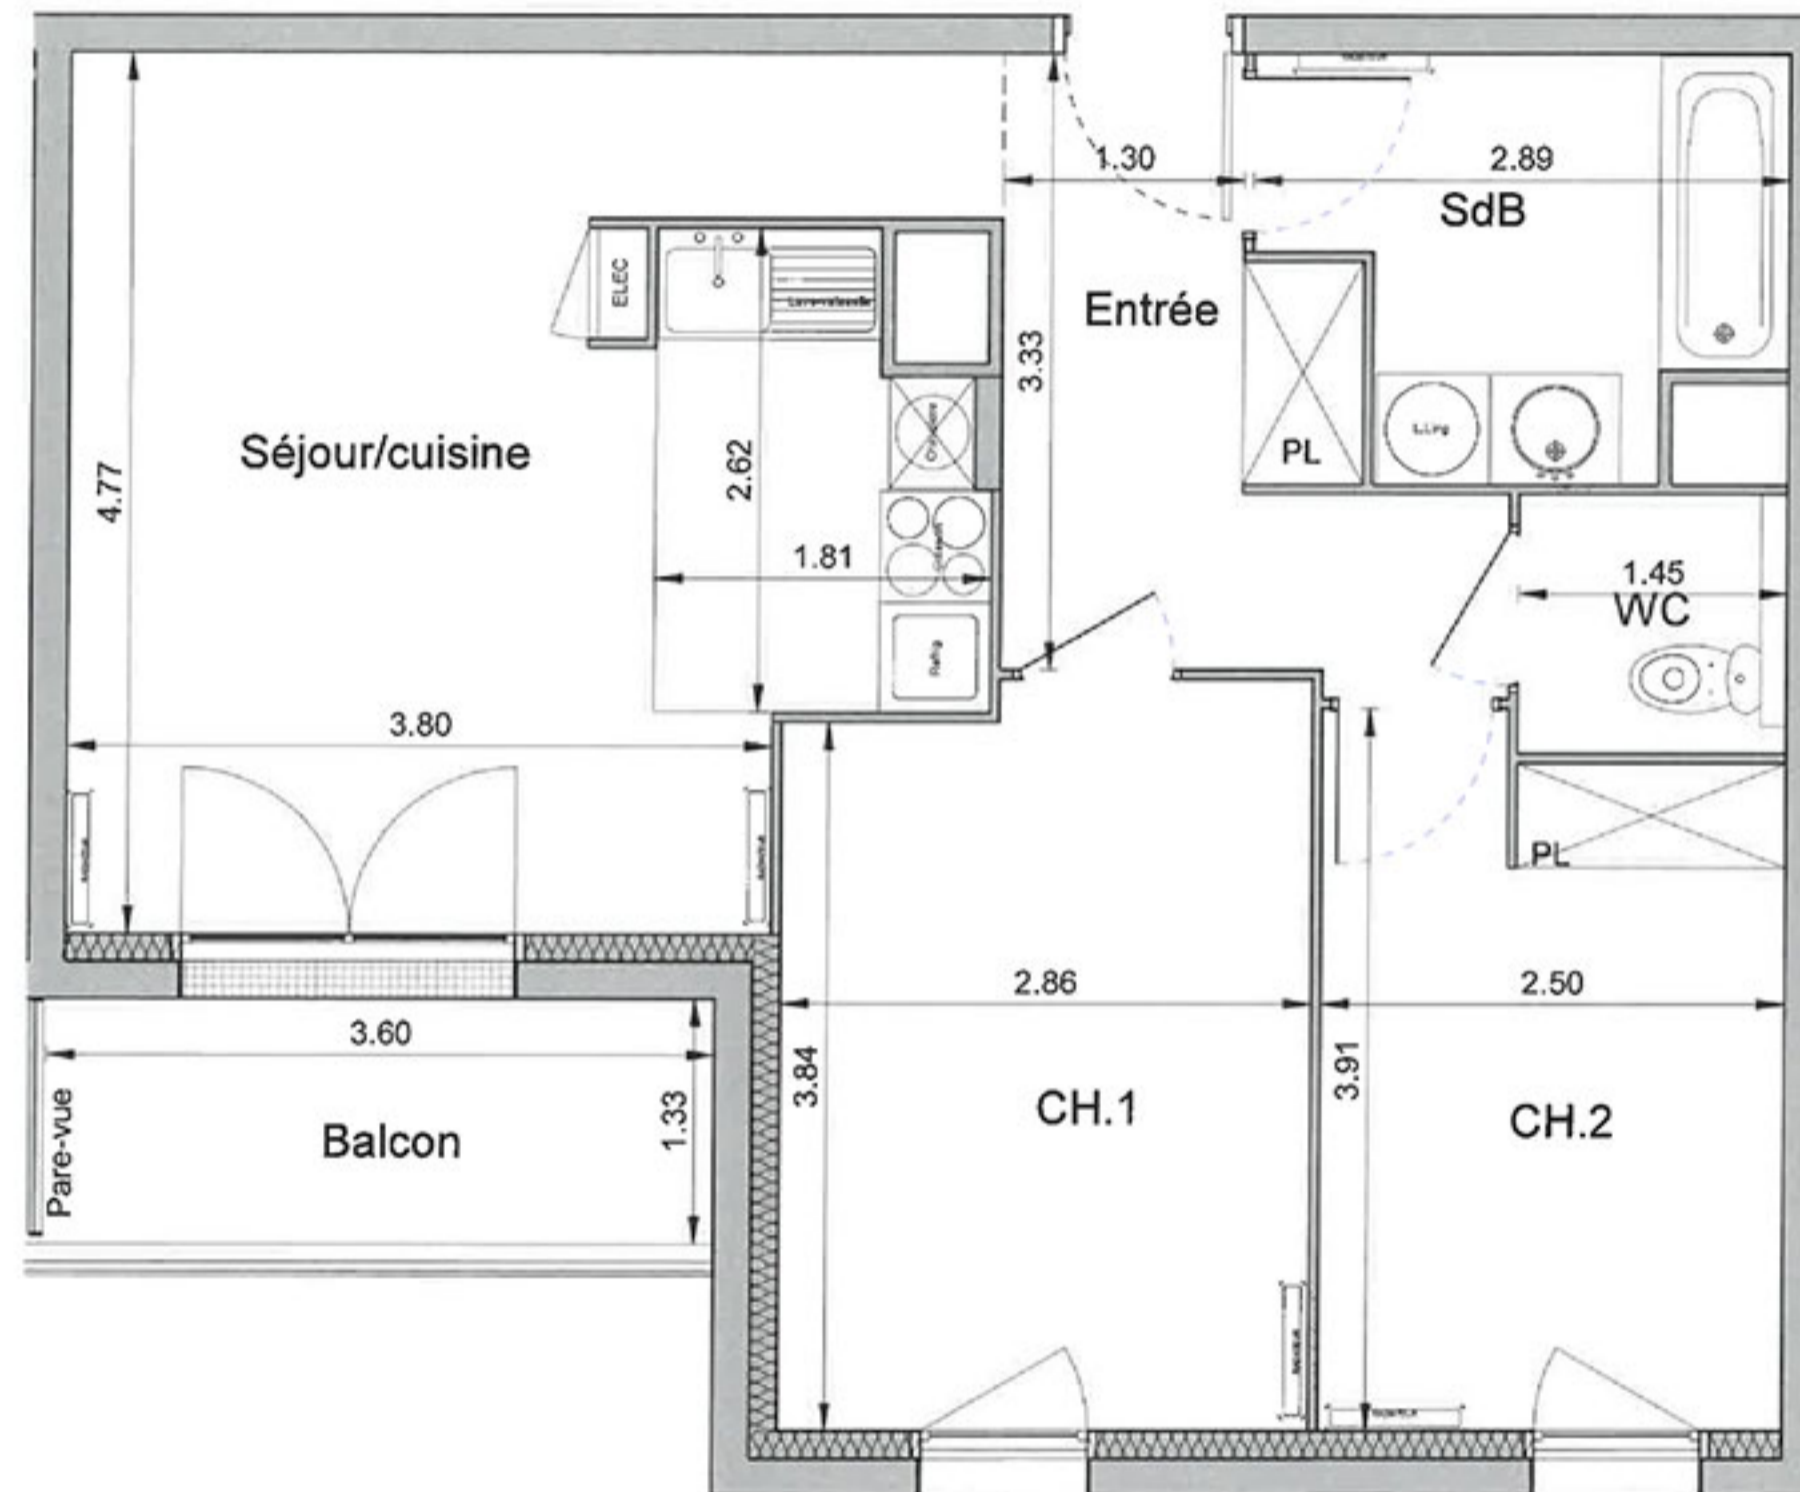 1.30
2.89
SdB
ELEC
Entrée
3.33
Séjour/cuisine
4.77
2.62
PL
L.Ling
1.81
1.45
WC
Refrig
3.80
PL
2.86
2.50
3.60
3.84
3.91
Pare-vue
Balcon
1.33
CH.1
CH.2